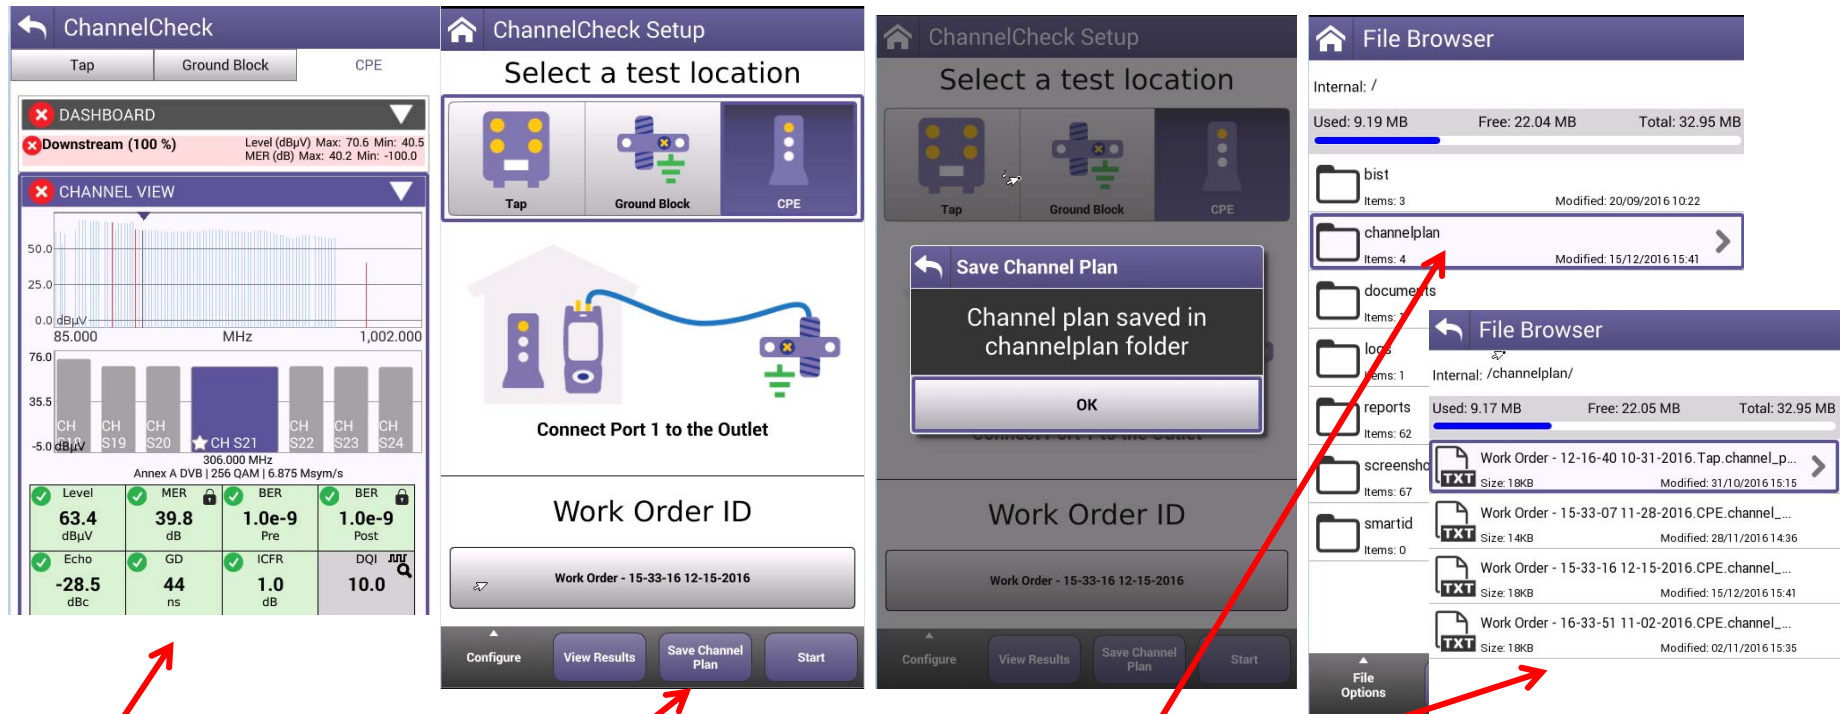 ChannelCheck
Tap Ground Block CPE
DASHBOARD
Downstream (100 %) Level (dBµV) Max: 70.6 Min: 40.5
MER (dB) Max: 40.2 Min: -100.0
CHANNEL VIEW
50.0
25.0
0.0 dBµV
85.000 MHz 1,002.000
76.0
35.5
-5.0 dBµV
CH S19
CH S20
CH S21
CH S22
CH S23
CH S24
306.000 MHz
Annex A DVB | 256 QAM | 6.875 Msym/s
Level MER BER BER
63.4 39.8 1.0e-9 1.0e-9
dBµV dB Pre Post
Echo GD ICFR DQI
-28.5 44 1.0 10.0
dBc ns dB
ChannelCheck Setup
Select a test location
Tap Ground Block CPE
Connect Port 1 to the Outlet
Work Order ID
Work Order - 15-33-16 12-15-2016
Configure View Results Save Channel Plan Start
ChannelCheck Setup
Select a test location
Tap Ground Block CPE
Save Channel Plan
Channel plan saved in
channelplan folder
OK
Connect Port 1 to the Outlet
Work Order ID
Work Order - 15-33-16 12-15-2016
Configure View Results Save Channel Plan Start
File Browser
Internal: /
Used: 9.19 MB Free: 22.04 MB Total: 32.95 MB
bist
Items: 3 Modified: 20/09/2016 10:22
channelplan
Items: 4 Modified: 15/12/2016 15:41
documents
Items:
logs
Items: 1
reports
Items: 62
screensho
Items: 67
smartid
Items: 0
File
Options
File Browser
Internal: /channelplan/
Used: 9.17 MB Free: 22.05 MB Total: 32.95 MB
Work Order - 12-16-40 10-31-2016.Tap.channel_p...
TXT Size: 18KB Modified: 31/10/2016 15:15
Work Order - 15-33-07 11-28-2016.CPE.channel_...
TXT Size: 14KB Modified: 28/11/2016 14:36
Work Order - 15-33-16 12-15-2016.CPE.channel_...
TXT Size: 18KB Modified: 15/12/2016 15:41
Work Order - 16-33-51 11-02-2016.CPE.channel_...
TXT Size: 18KB Modified: 02/11/2016 15:35